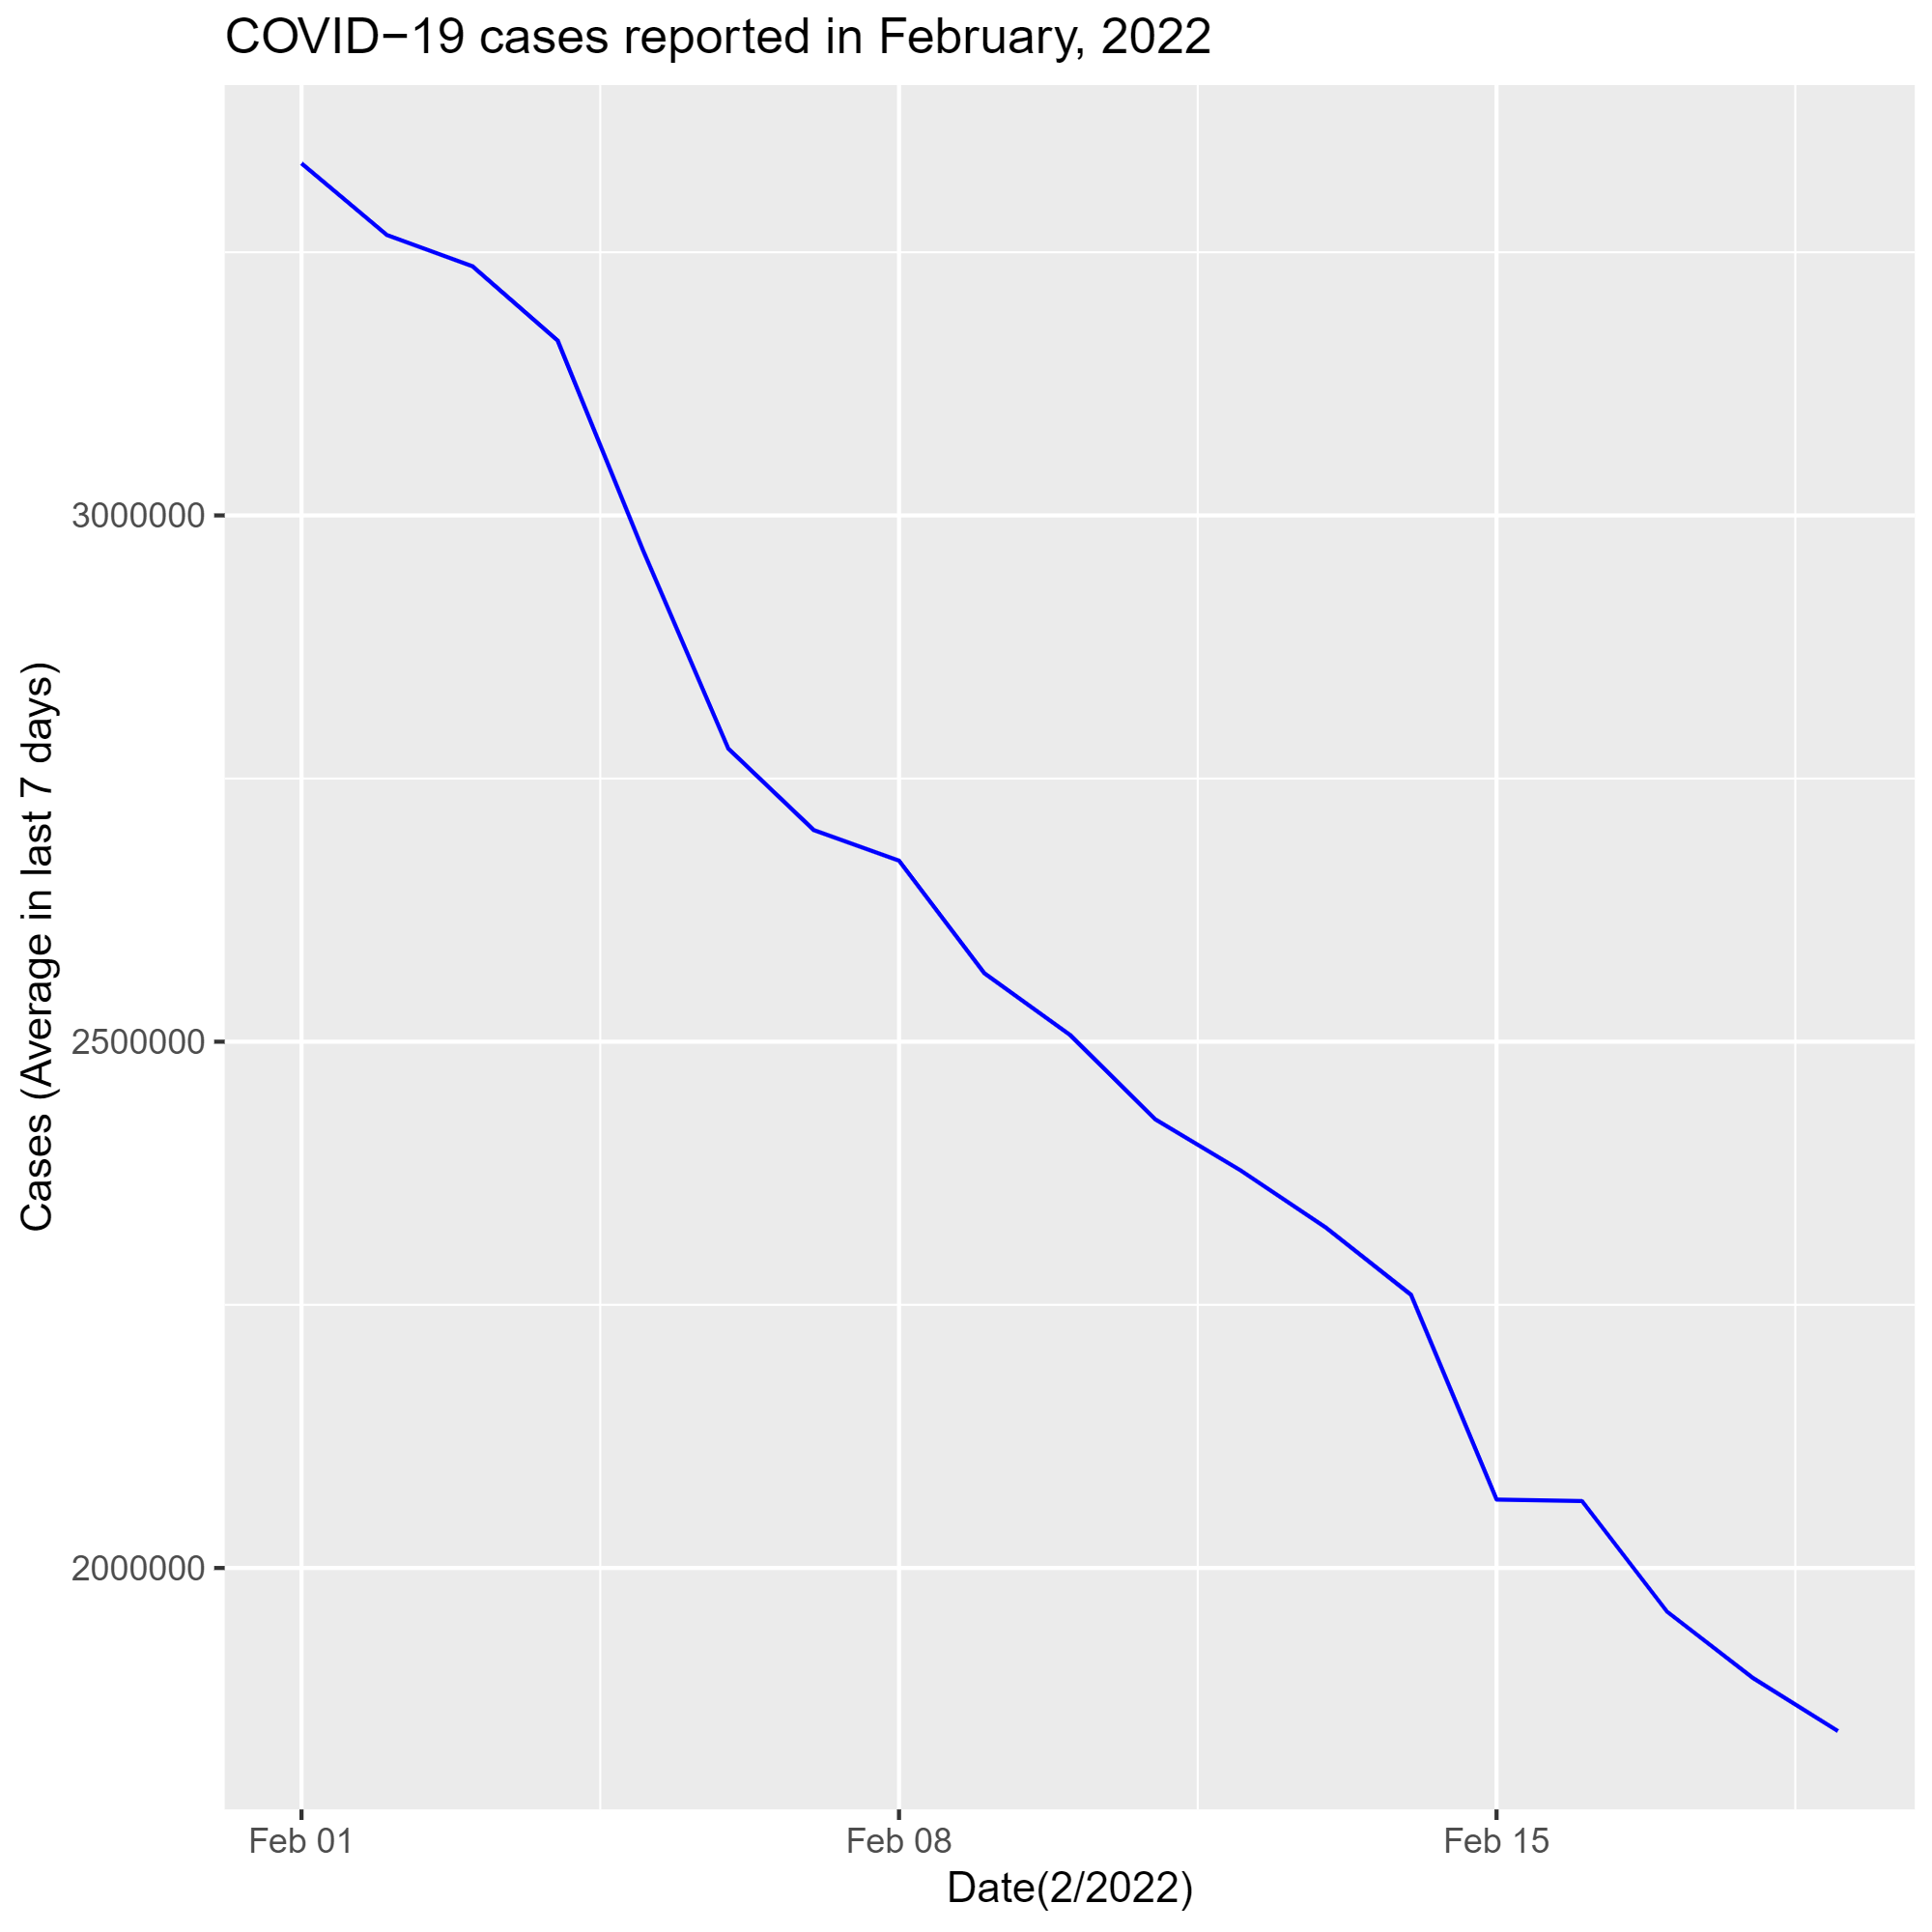 COVID−19 cases reported in February, 2022
Cases (Average in last 7 days)
3000000
2500000
2000000
Feb 01
Feb 08
Feb 15
Date(2/2022)